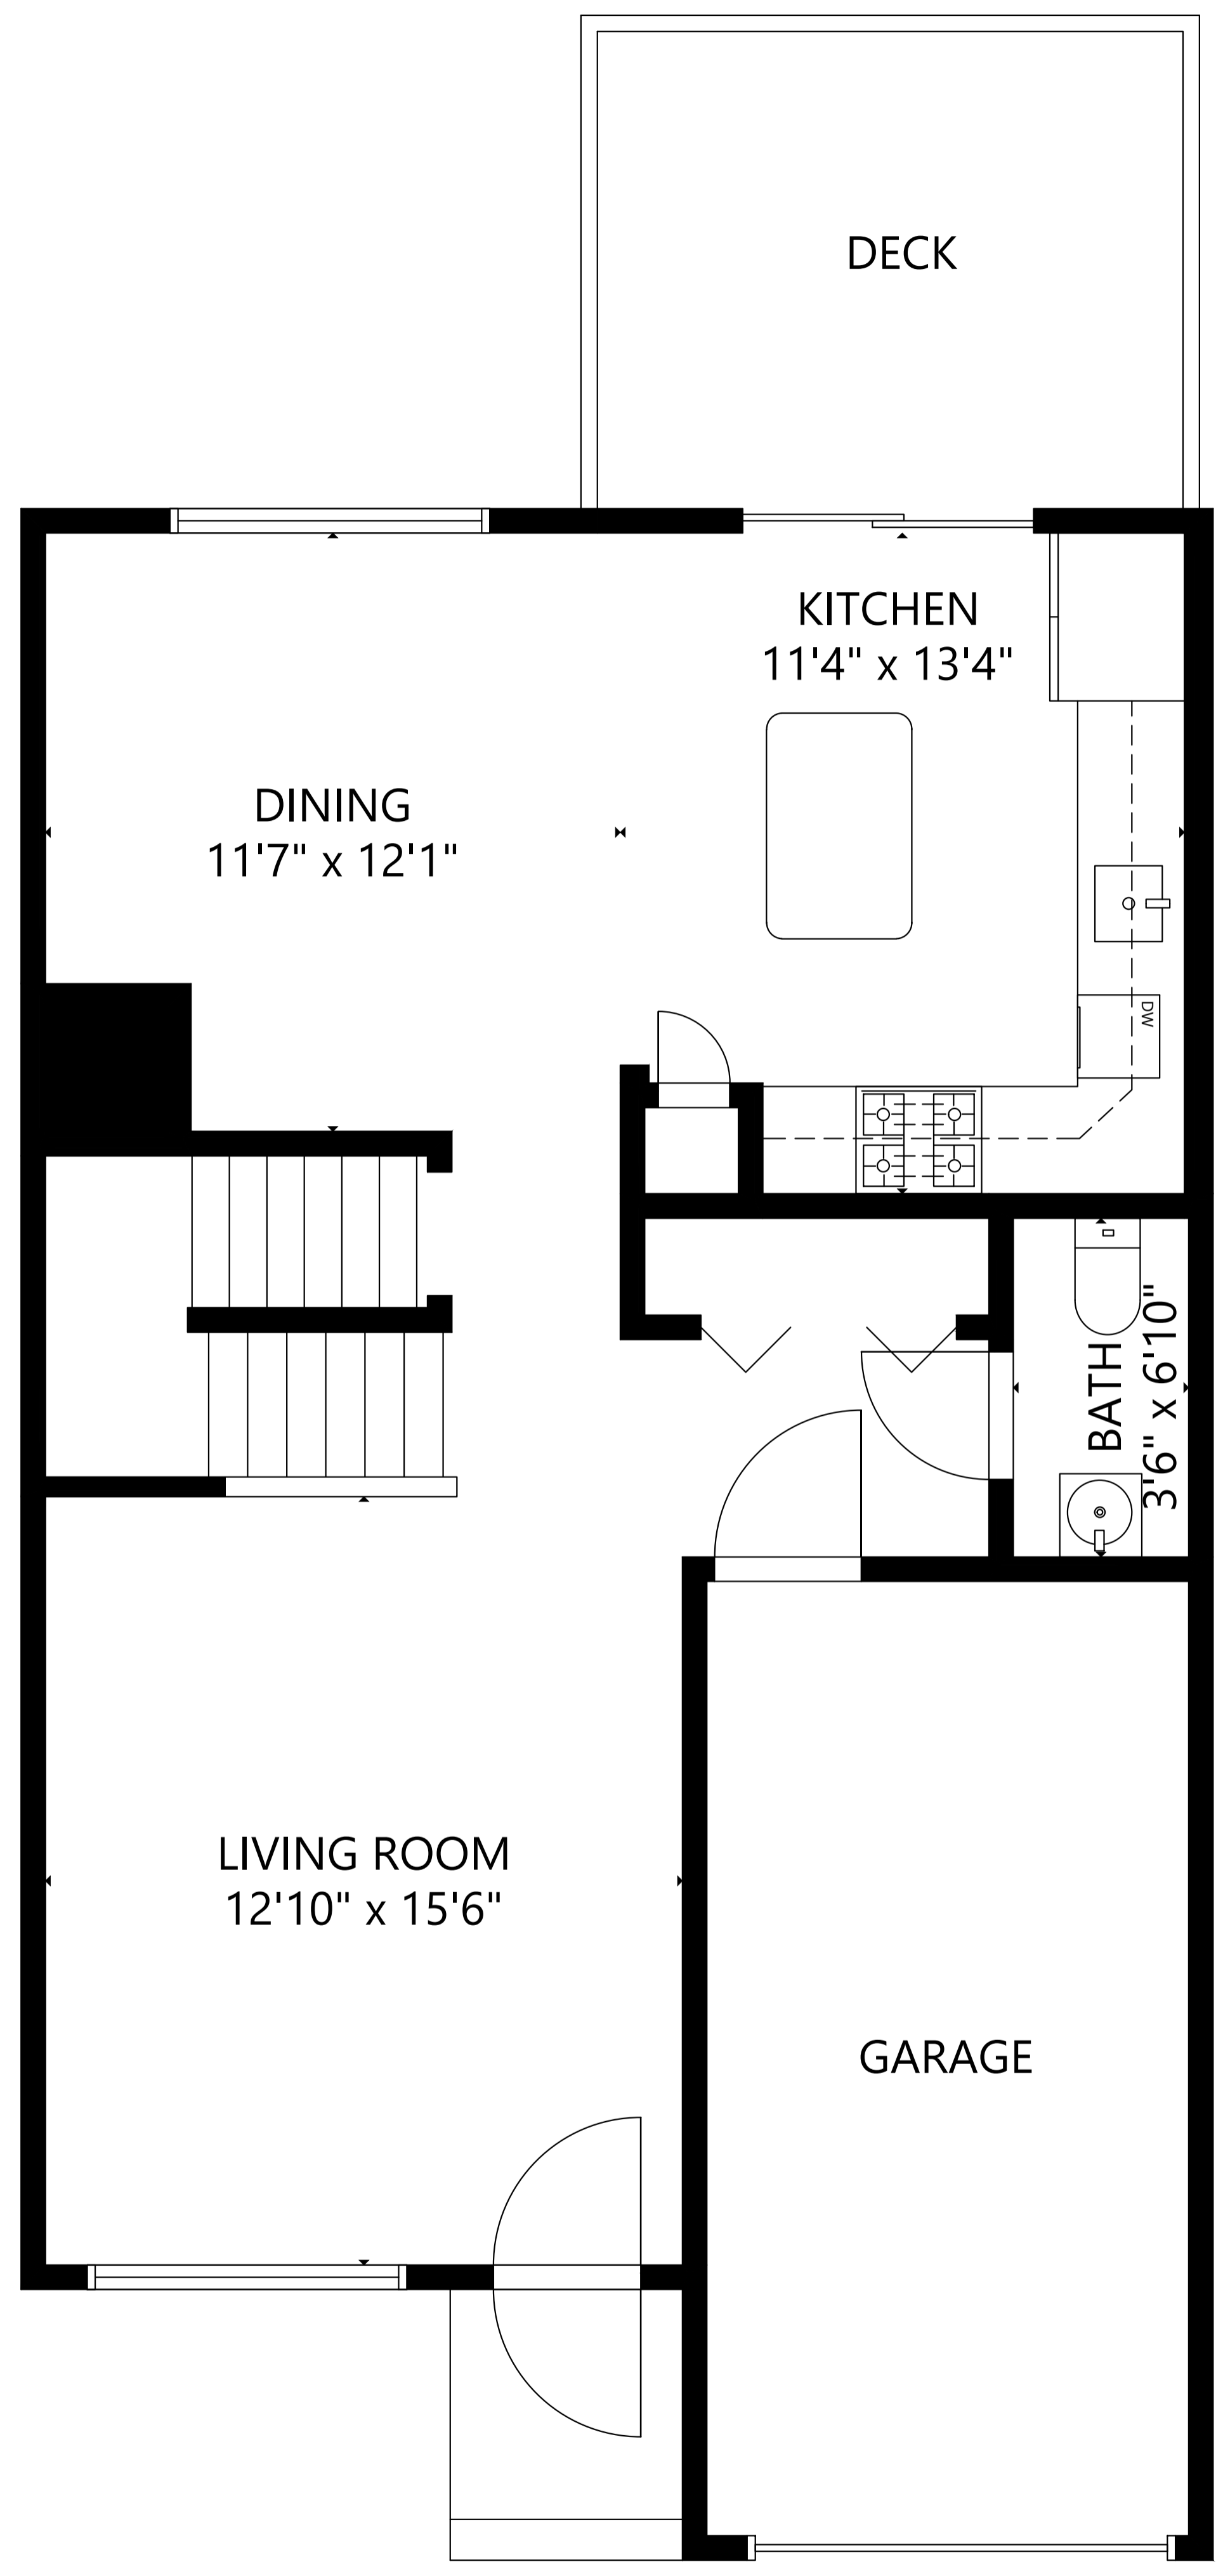 DECK
KITCHEN
11'4" x 13'4"
DINING
11'7" x 12'1"
DW
BATH
3'6" x 6'10"
LIVING ROOM
12'10" x 15'6"
GARAGE